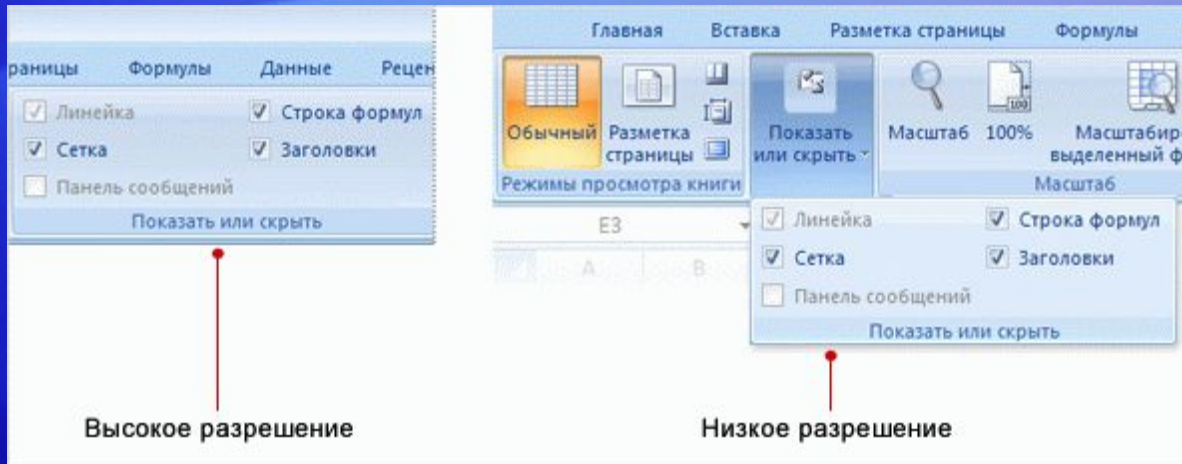 раницы Формулы Данные Рецен
Линейка Строка формул
Сетка Заголовки
Панель сообщений
Показать или скрыть
Высокое разрешение
Главная Вставка Разметка страницы Формулы
Обычный Разметка страницы Показать или скрыть Масштаб 100% Масштабир выделенный ф
Режимы просмотра книги Масштаб
E3
A B
Линейка Строка формул
Сетка Заголовки
Панель сообщений
Показать или скрыть
Низкое разрешение